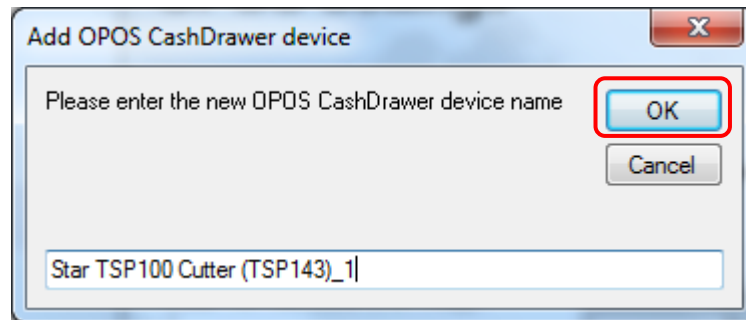 Add OPOS CashDrawer device
Please enter the new OPOS CashDrawer device name
OK
Cancel
Star TSP100 Cutter (TSP143)_1